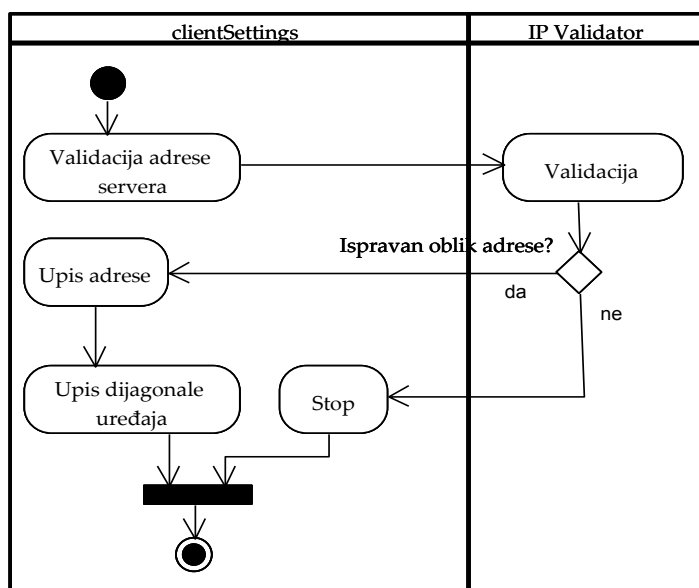 clientSettings
IP Validator
Validacija adrese
servera
Validacija
Ispravan oblik adrese?
Upis adrese
da
ne
Upis dijagonale
uređaja
Stop